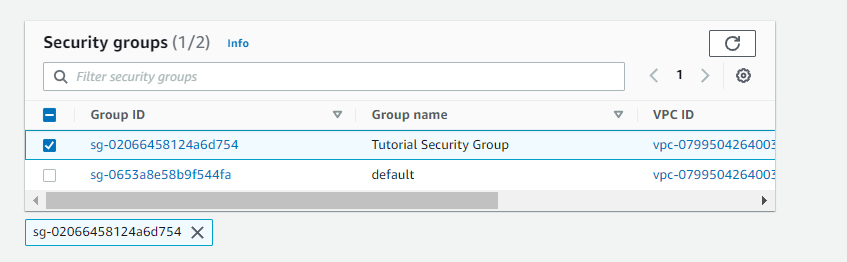 Security groups (1/2) Info
Filter security groups 1
Group ID Group name VPC ID
sg-02066458124a6d754 Tutorial Security Group vpc-0799504264003
sg-0653a8e58b9f544fa default vpc-0799504264003
sg-02066458124a6d754